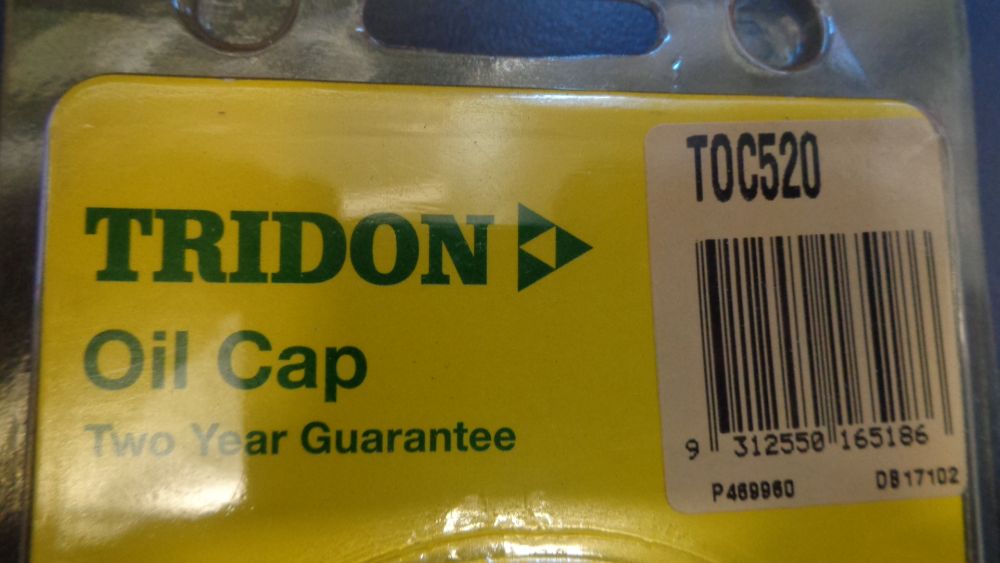 TRIDON
Oil Cap
Two Year Guarantee
TOC520
9 312550 165186
P469960 DB17102